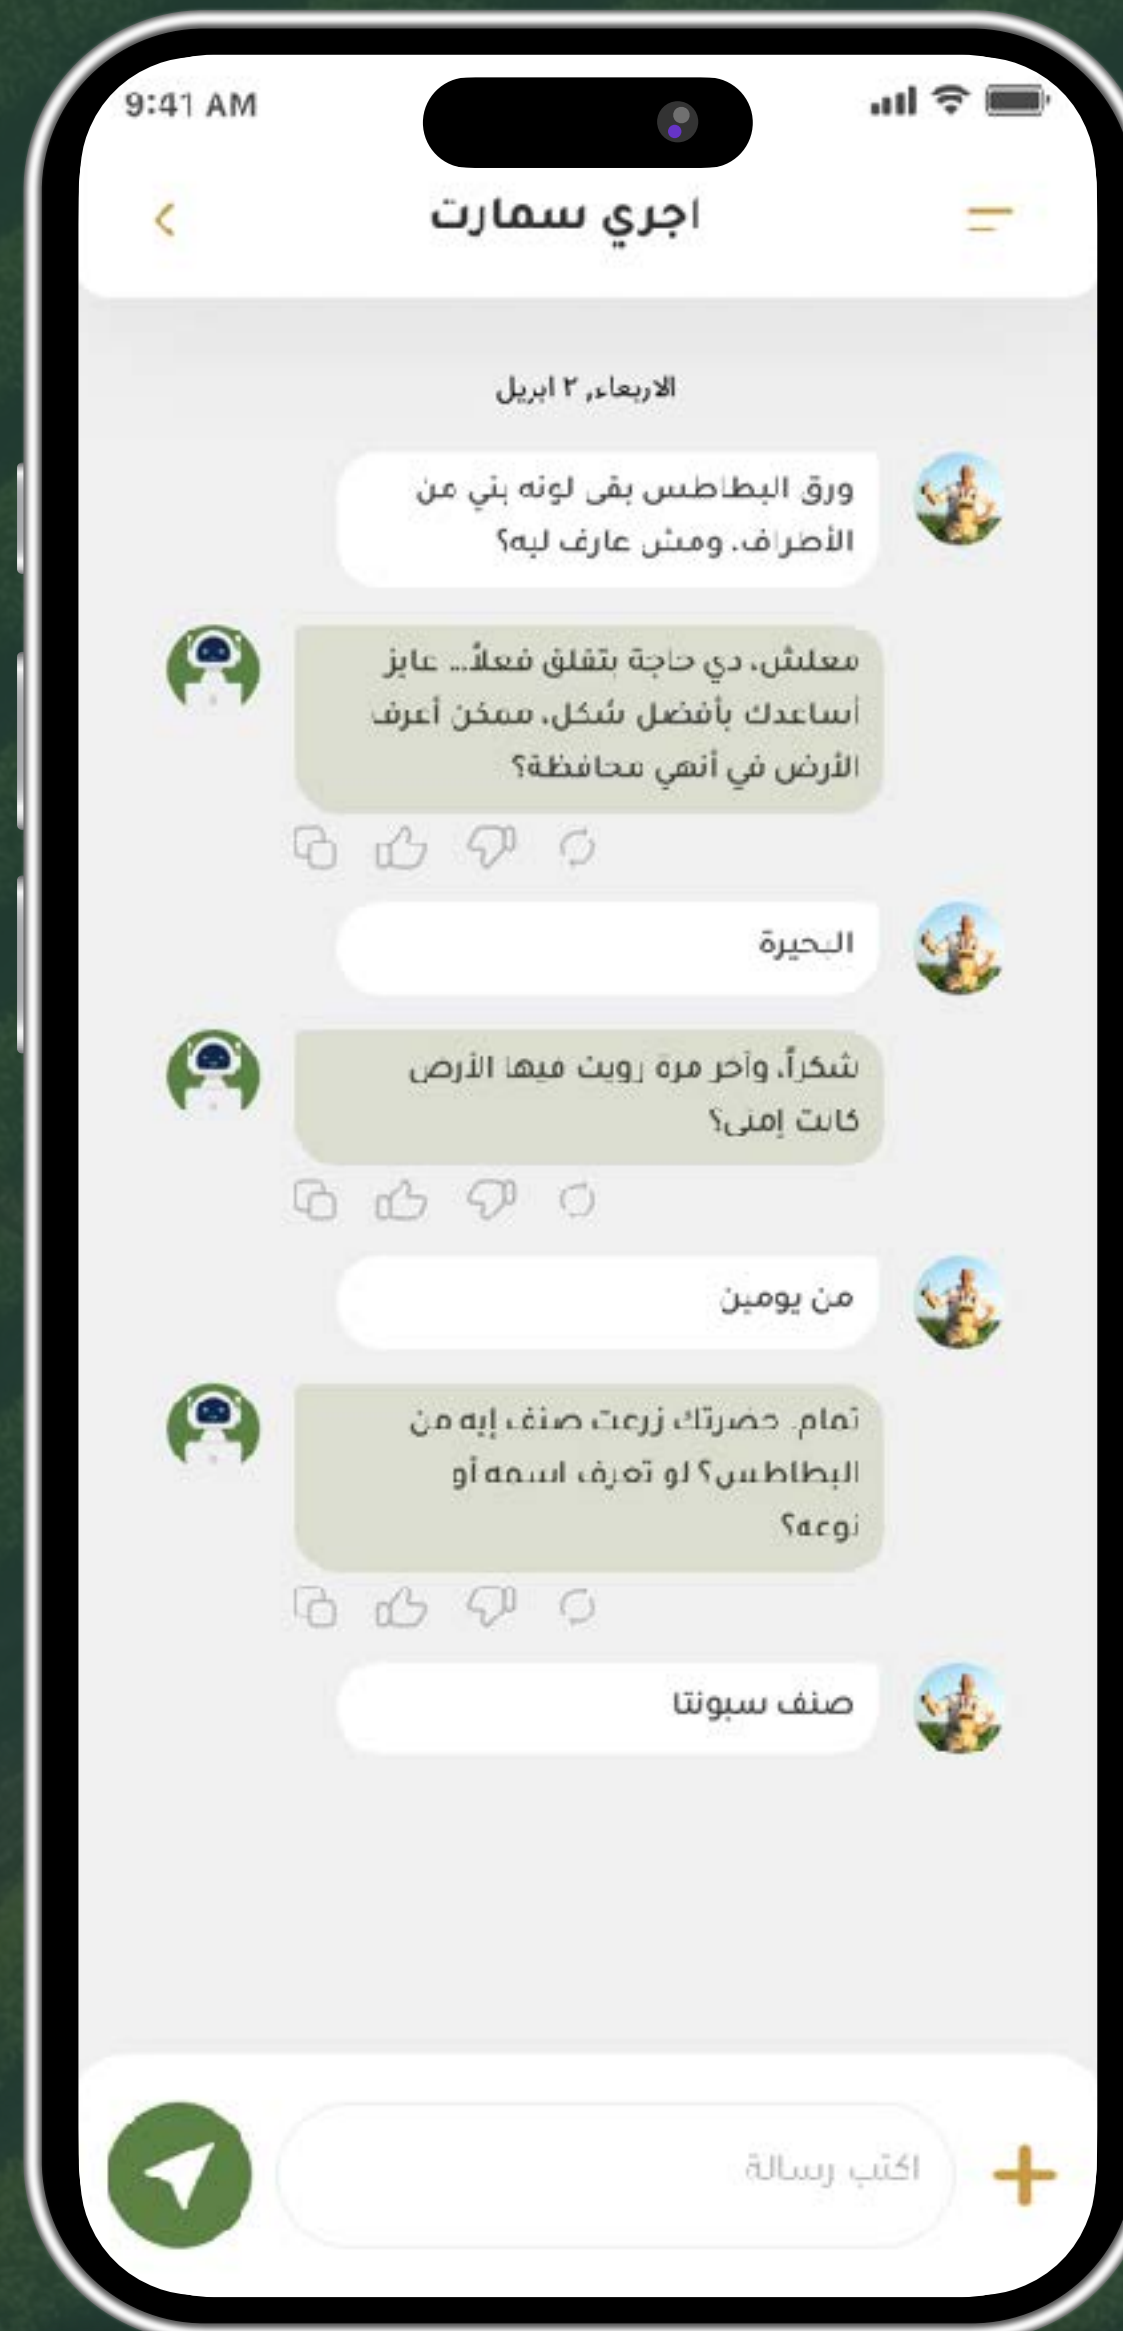 9:41 AM
اجري سمارت
الاربعاء, ٢ ابريل
ورق البطاطس بقى لونه بني من
الأطراف، ومش عارف ليه؟
معلش، دي حاجة بتقلق فعلاً... عايز
أساعدك بأفضل شكل، ممكن أعرف
الأرض في أنهي محافظة؟
البحيرة
شكراً، وآخر مرة رويت فيها الأرض
كانت إمتى؟
من يومين
تمام. حضرتك زرعت صنف إيه من
البطاطس؟ لو تعرف اسمه أو
نوعه؟
صنف سبونتا
اكتب رسالة